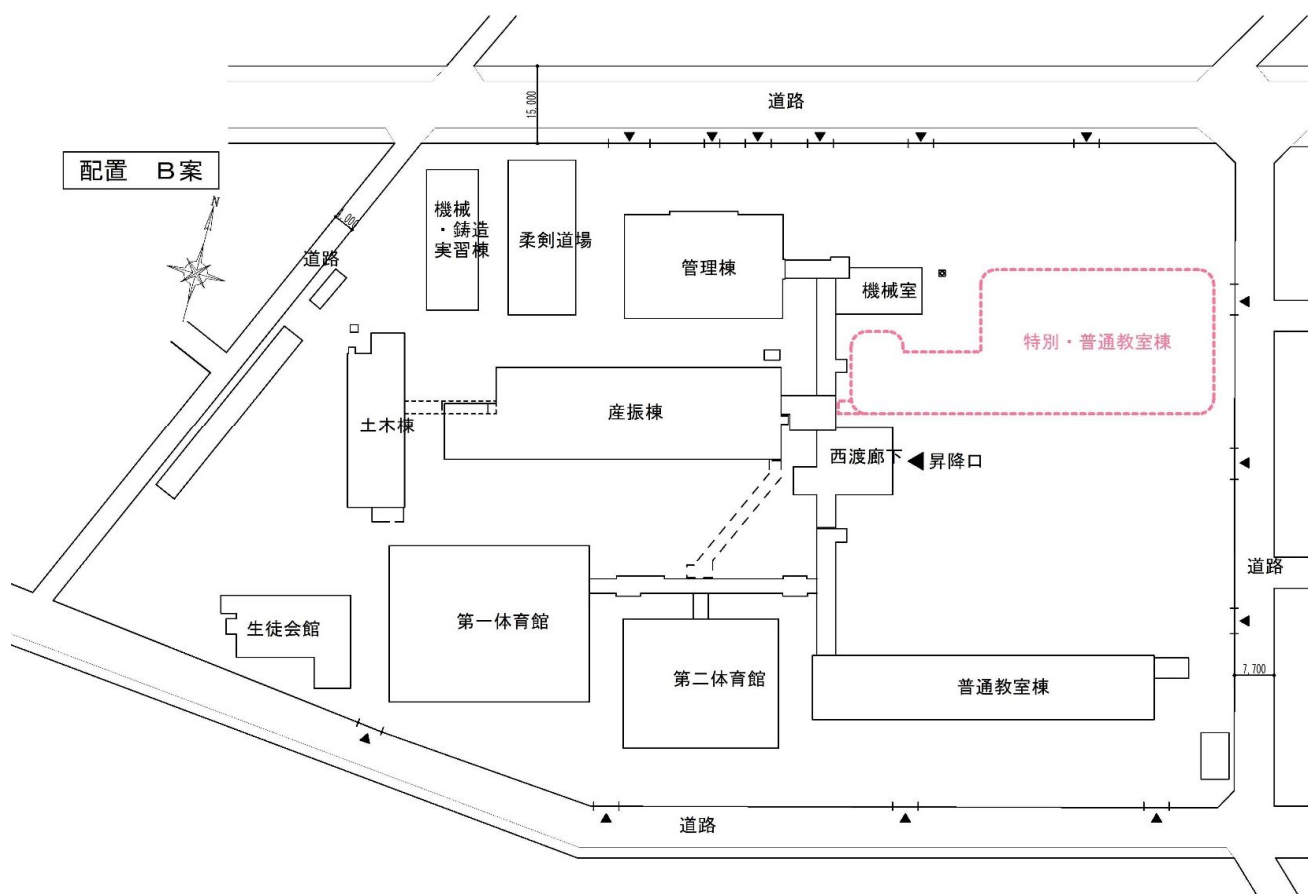 道路
15,000
配置　B案
N
機械
・鋳造
実習棟
柔剣道場
管理棟
機械室
道路
特別・普通教室棟
産振棟
土木棟
西渡廊下
昇降口
道路
生徒会館
第一体育館
第二体育館
普通教室棟
7,700
道路